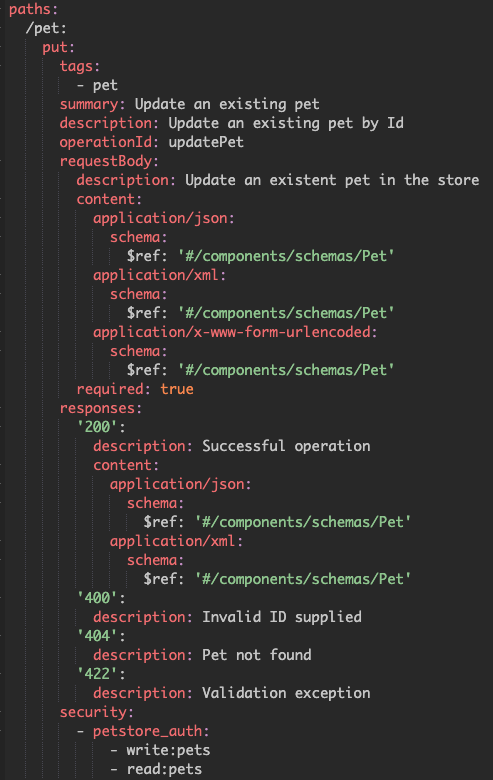 paths:
  /pet:
    put:
      tags:
        - pet
      summary: Update an existing pet
      description: Update an existing pet by Id
      operationId: updatePet
      requestBody:
        description: Update an existent pet in the store
        content:
          application/json:
            schema:
              $ref: '#/components/schemas/Pet'
          application/xml:
            schema:
              $ref: '#/components/schemas/Pet'
          application/x-www-form-urlencoded:
            schema:
              $ref: '#/components/schemas/Pet'
        required: true
      responses:
        '200':
          description: Successful operation
          content:
            application/json:
              schema:
                $ref: '#/components/schemas/Pet'
            application/xml:
              schema:
                $ref: '#/components/schemas/Pet'
        '400':
          description: Invalid ID supplied
        '404':
          description: Pet not found
        '422':
          description: Validation exception
      security:
        - petstore_auth:
            - write:pets
            - read:pets